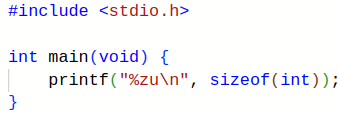 #include <stdio.h>

int main(void) {
    printf("%zu\n", sizeof(int));
}